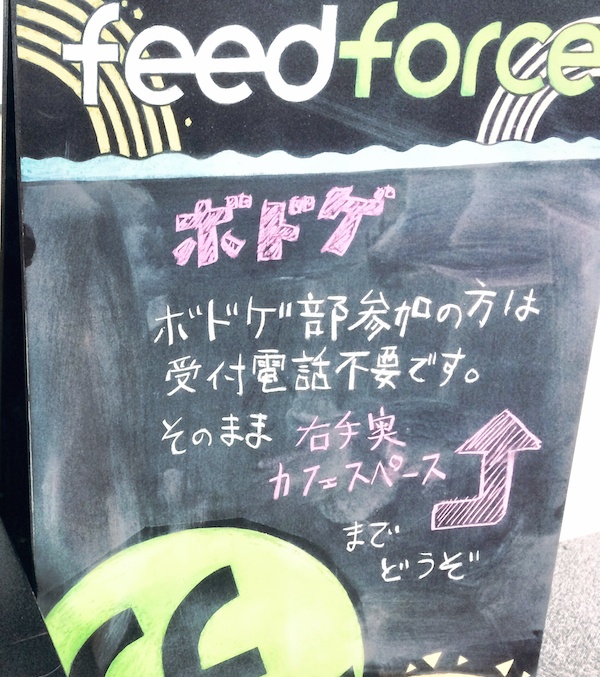 feedforce
ボドゲ
ボドゲ部参加の方は
受付電話不要です。
そのまま 右手奥
カフェスペース
まで
どうぞ